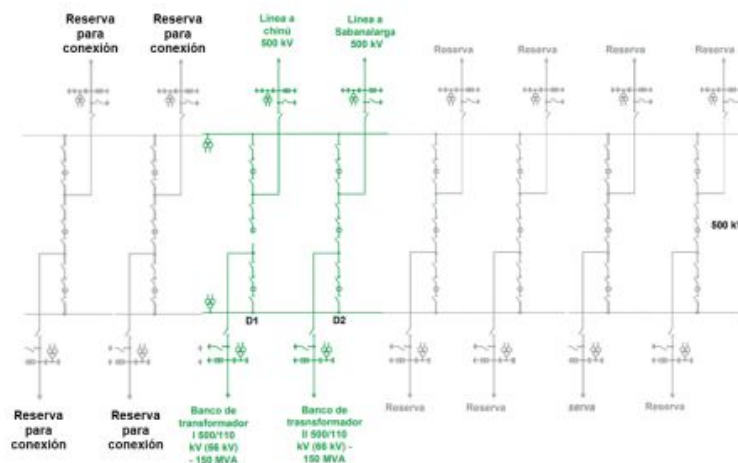 Reserva
para
conexión
Reserva
para
conexión
Línea a
chinú
500 kV
Línea a
Sabanalarga
500 kV
Reserva
Reserva
Reserva
Reserva
500 kV
D1
D2
Reserva
para
conexión
Reserva
para
conexión
Banco de
transformador
I 500/110
kV (66 kV)
- 150 MVA
Banco de
trasnsformador
II 500/110
kV (66 kV) -
150 MVA
Reserva
Reserva
serva
Reserva